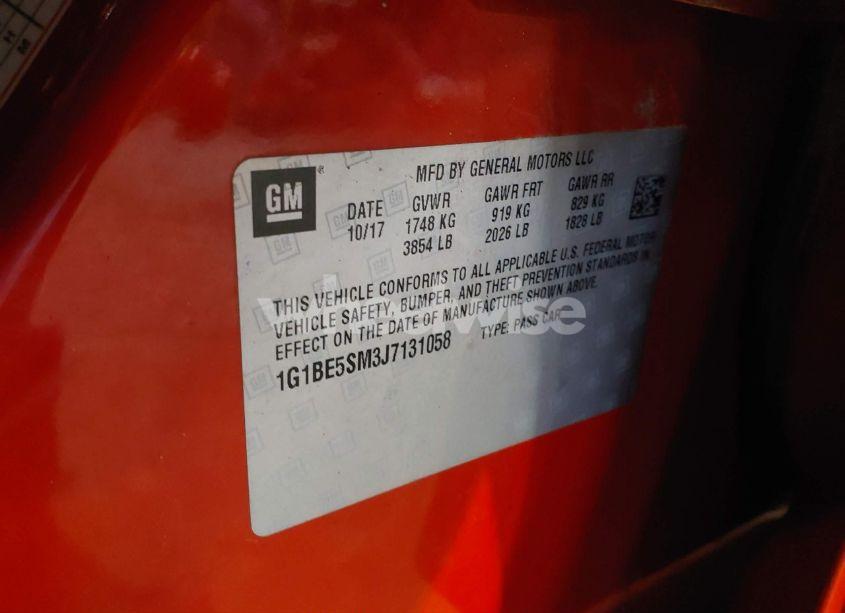 H
M
GM
®
MFD BY GENERAL MOTORS LLC
DATE GVWR GAWR FRT GAWR RR
10/17 1748 KG 919 KG 829 KG
3854 LB 2026 LB 1828 LB
THIS VEHICLE CONFORMS TO ALL APPLICABLE U.S. FEDERAL MOTOR
VEHICLE SAFETY, BUMPER, AND THEFT PREVENTION STANDARDS IN
EFFECT ON THE DATE OF MANUFACTURE SHOWN ABOVE.
1G1BE5SM3J7131058 TYPE: PASS CAR